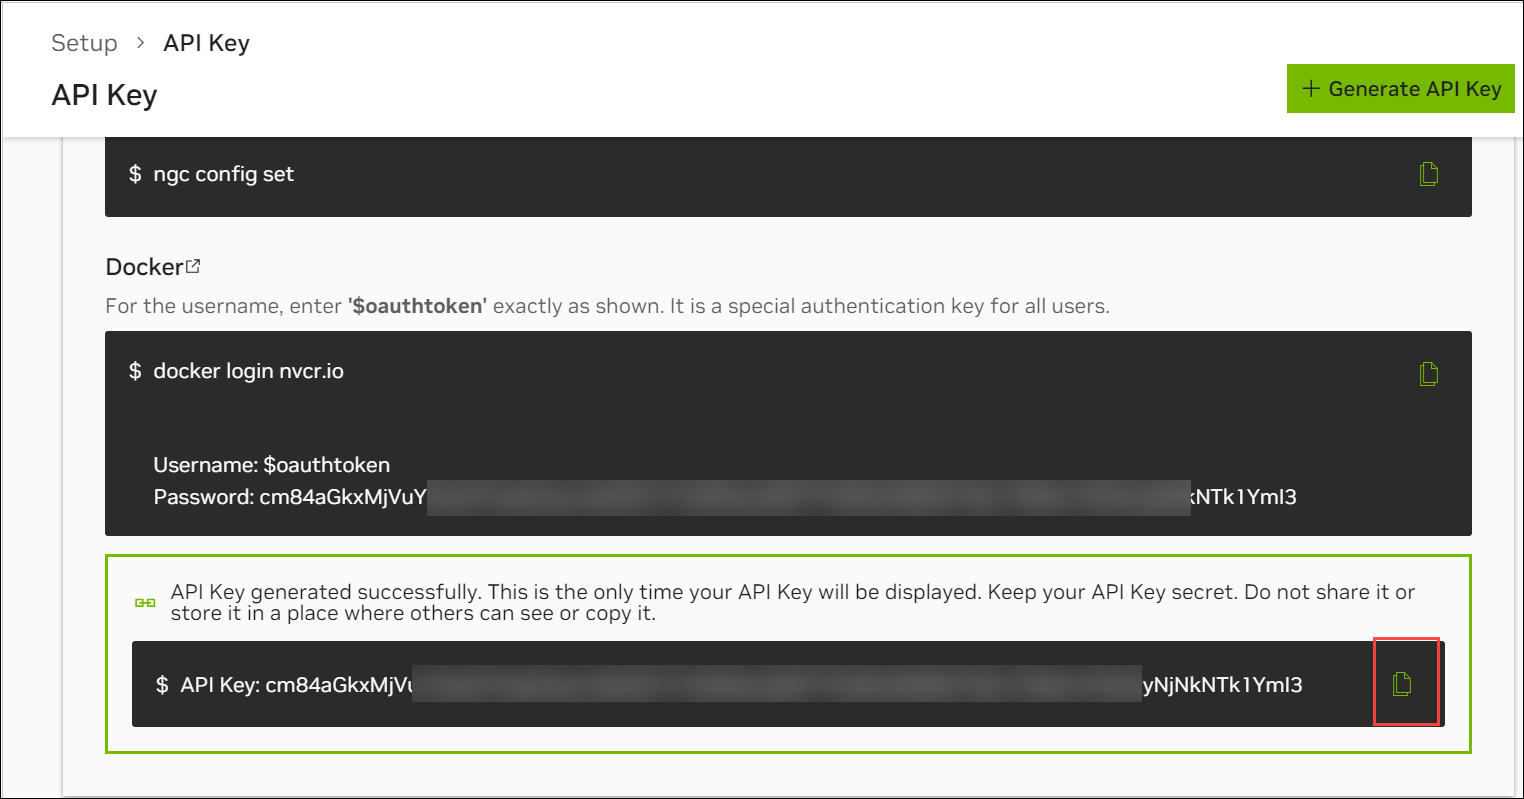 Setup > API Key
API Key
+ Generate API Key
$ ngc config set
Docker
For the username, enter '$oauthtoken' exactly as shown. It is a special authentication key for all users.
$ docker login nvcr.io
Username: $oauthtoken
Password: cm84aGkxMjVuY kNTk1Yml3
API Key generated successfully. This is the only time your API Key will be displayed. Keep your API Key secret. Do not share it or
store it in a place where others can see or copy it.
$ API Key: cm84aGkxMjVu yNjNkNTk1Yml3